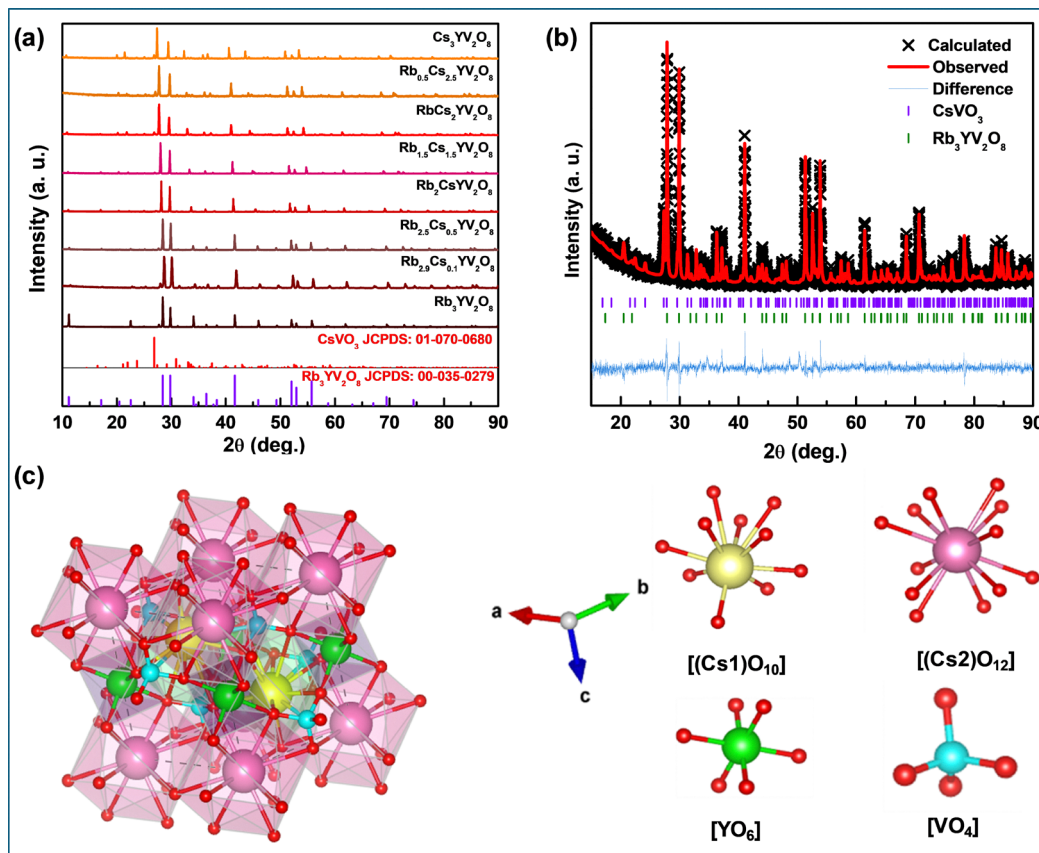 (a)
Cs₃YV₂O₈
Rb₀.₅Cs₂.₅YV₂O₈
RbCs₂YV₂O₈
Rb₁.₅Cs₁.₅YV₂O₈
Rb₂CsYV₂O₈
Rb₂.₅Cs₀.₅YV₂O₈
Rb₂.₉Cs₀.₁YV₂O₈
Rb₃YV₂O₈
CsVO₃ JCPDS: 01-070-0680
Rb₃YV₂O₈ JCPDS: 00-035-0279
Intensity (a. u.)
10 20 30 40 50 60 70 80 90
2θ (deg.)
(b)
Calculated
Observed
Difference
CsVO₃
Rb₃YV₂O₈
Intensity (a. u.)
20 30 40 50 60 70 80 90
2θ (deg.)
(c)
a
b
c
[(Cs1)O₁₀]
[(Cs2)O₁₂]
[YO₆]
[VO₄]